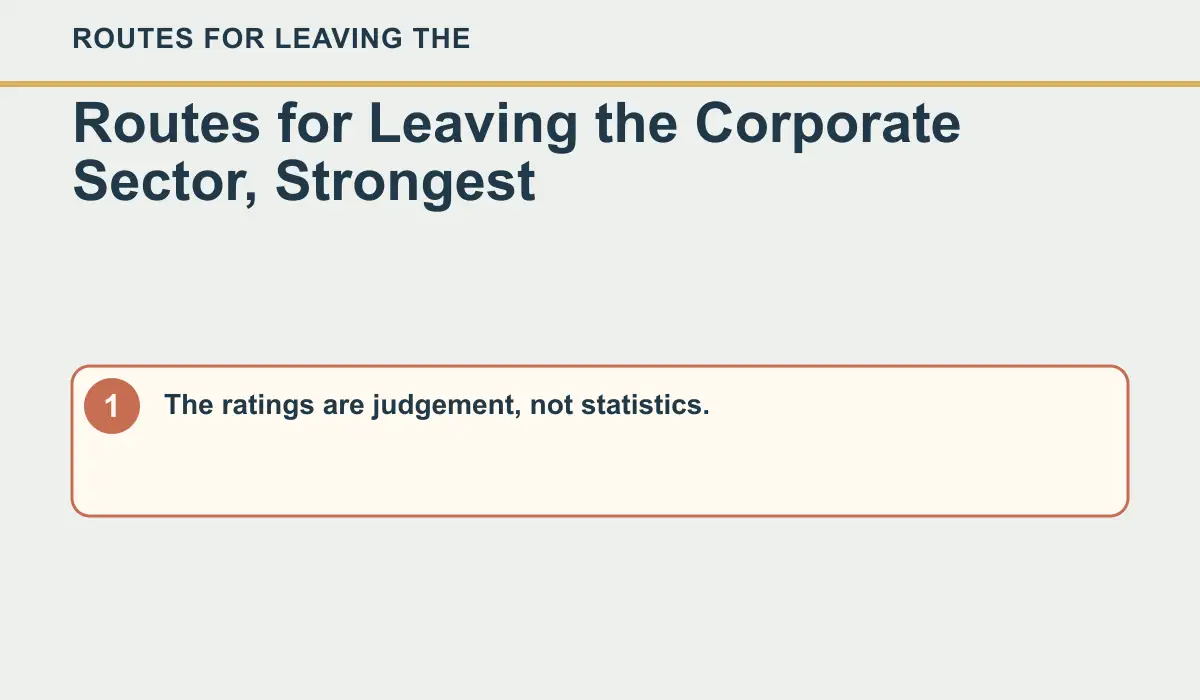 ROUTES FOR LEAVING THE
Routes for Leaving the Corporate
Sector, Strongest
1
The ratings are judgement, not statistics.